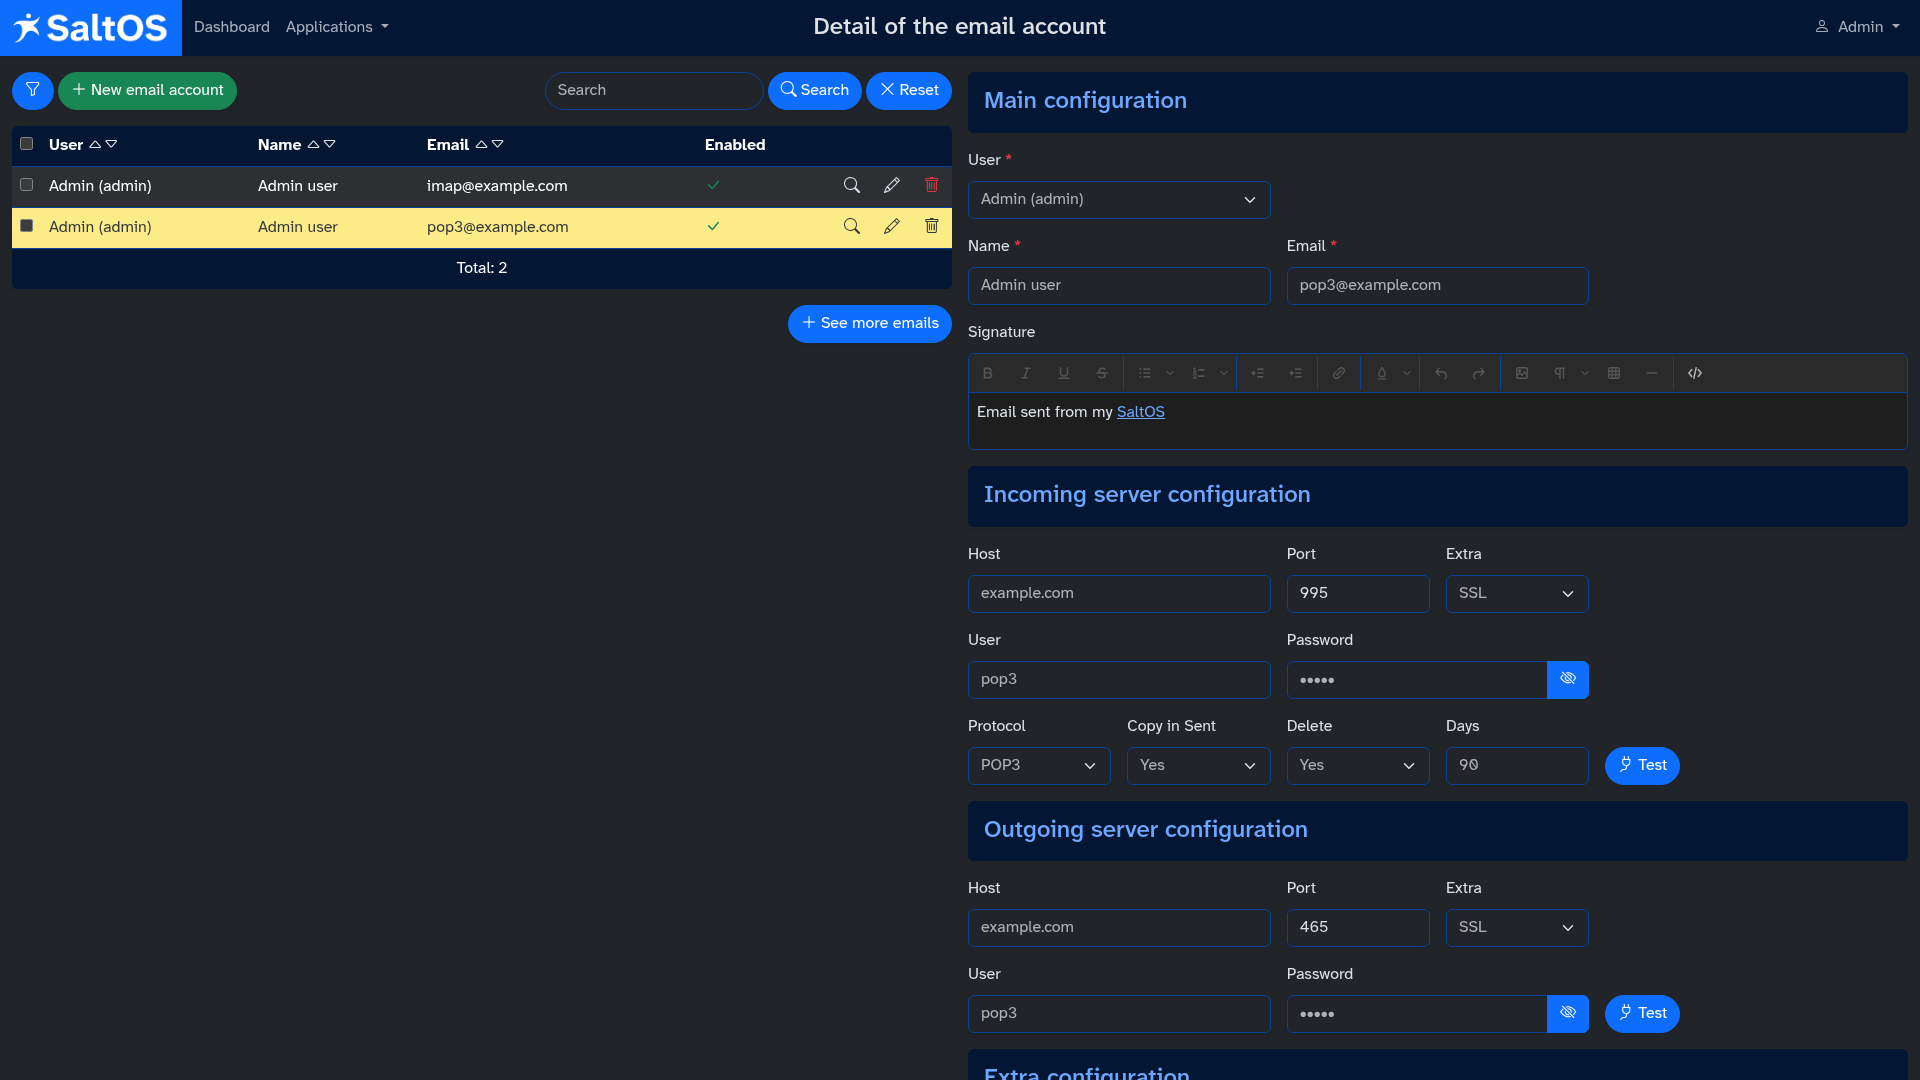 SaltOS Dashboard Applications Detail of the email account Admin
New email account Search Search Reset
User Name Email Enabled
Admin (admin) Admin user imap@example.com
Admin (admin) Admin user pop3@example.com
Total: 2
See more emails
Main configuration
User *
Admin (admin)
Name * Email *
Admin user pop3@example.com
Signature
Email sent from my SaltOS
Incoming server configuration
Host Port Extra
example.com 995 SSL
User Password
pop3 •••••
Protocol Copy in Sent Delete Days
POP3 Yes Yes 90 Test
Outgoing server configuration
Host Port Extra
example.com 465 SSL
User Password
pop3 ••••• Test
Extra configuration